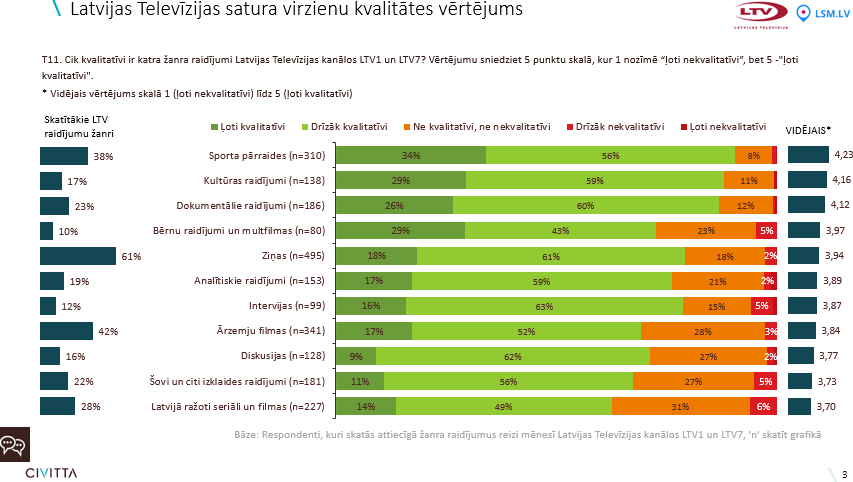 Latvijas Televīzijas satura virzienu kvalitātes vērtējums
LTV
LATVIJAS TELEVĪZIJA
LSM.LV
T11. Cik kvalitatīvi ir katra žanra raidījumi Latvijas Televīzijas kanālos LTV1 un LTV7? Vērtējumu sniedziet 5 punktu skalā, kur 1 nozīmē “ļoti nekvalitatīvi”, bet 5 -"ļoti
kvalitatīvi".
* Vidējais vērtējums skalā 1 (ļoti nekvalitatīvi) līdz 5 (ļoti kvalitatīvi)
Skatītākie LTV
raidījumu žanri
Ļoti kvalitatīvi Drīzāk kvalitatīvi Ne kvalitatīvi, ne nekvalitatīvi Drīzāk nekvalitatīvi Ļoti nekvalitatīvi
VIDĒJAIS*
38% Sporta pārraides (n=310) 34% 56% 8% 4,23
17% Kultūras raidījumi (n=138) 29% 59% 11% 4,16
23% Dokumentālie raidījumi (n=186) 26% 60% 12% 4,12
10% Bērnu raidījumi un multfilmas (n=80) 29% 43% 23% 5% 3,97
61% Ziņas (n=495) 18% 61% 18% 2% 3,94
19% Analītiskie raidījumi (n=153) 17% 59% 21% 2% 3,89
12% Intervijas (n=99) 16% 63% 15% 5% 3,87
42% Ārzemju filmas (n=341) 17% 52% 28% 3% 3,84
16% Diskusijas (n=128) 9% 62% 27% 2% 3,77
22% Šovi un citi izklaides raidījumi (n=181) 11% 56% 27% 5% 3,73
28% Latvijā ražoti seriāli un filmas (n=227) 14% 49% 31% 6% 3,70
Bāze: Respondenti, kuri skatās attiecīgā žanra raidījumus reizi mēnesī Latvijas Televīzijas kanālos LTV1 un LTV7, 'n' skatīt grafikā
CIVITTA
3